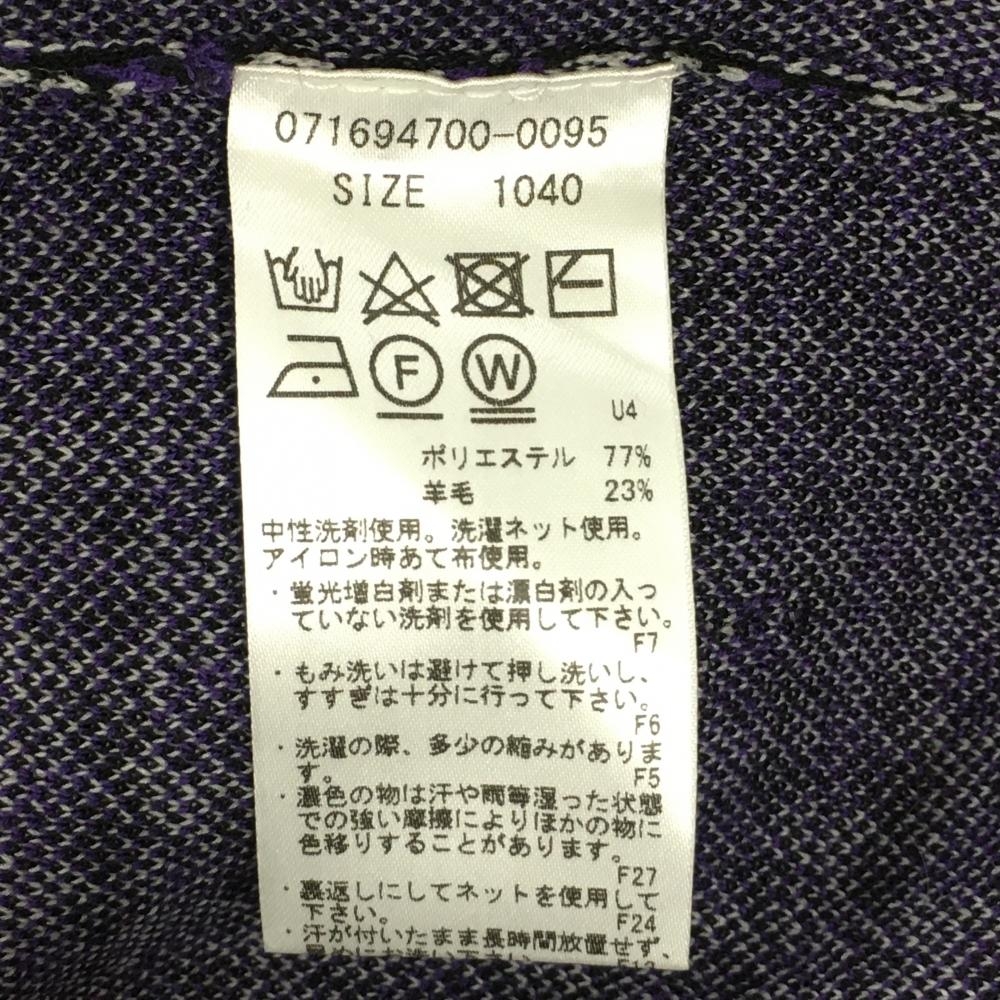 071694700-0095
SIZE 1040
F
W
U4
ポリエステル 77%
羊毛 23%
中性洗剤使用。洗濯ネット使用。
アイロン時あて布使用。
・蛍光増白剤または漂白剤の入っ
ていない洗剤を使用して下さい。
F7
・もみ洗いは避けて押し洗いし、
すすぎは十分に行って下さい。
F6
・洗濯の際、多少の縮みがありま
す。
F5
・濃色の物は汗や雨等湿った状態
での強い摩擦によりほかの物に
色移りすることがあります。
F27
・裏返しにしてネットを使用して
下さい。
F24
・汗が付いたまま長時間放置せず、